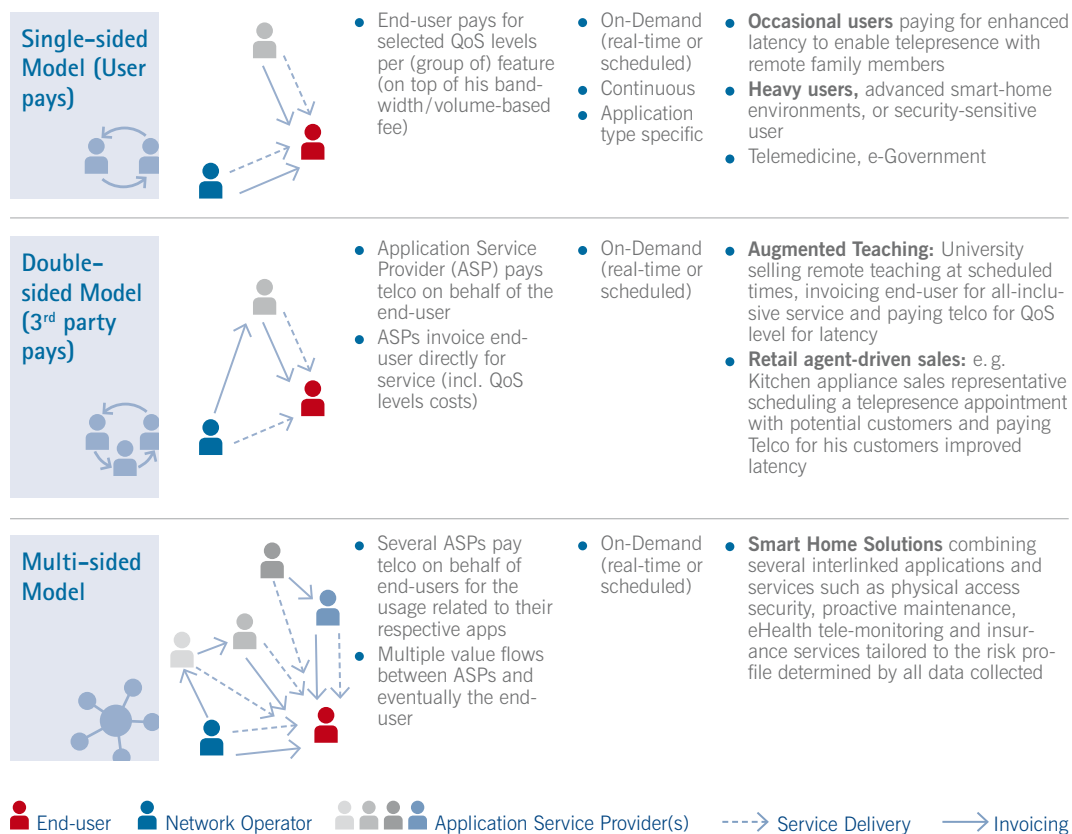 Single-sided
Model (User
pays)
● End-user pays for
selected QoS levels
per (group of) feature
(on top of his band-
width/volume-based
fee)
● On-Demand
(real-time or
scheduled)
● Continuous
● Application
type specific
● Occasional users paying for enhanced
latency to enable telepresence with
remote family members
● Heavy users, advanced smart-home
environments, or security-sensitive
user
● Telemedicine, e-Government
Double-
sided Model
(3rd party
pays)
● Application Service
Provider (ASP) pays
telco on behalf of the
end-user
● ASPs invoice end-
user directly for
service (incl. QoS
levels costs)
● On-Demand
(real-time or
scheduled)
● Augmented Teaching: University
selling remote teaching at scheduled
times, invoicing end-user for all-inclu-
sive service and paying telco for QoS
level for latency
● Retail agent-driven sales: e. g.
Kitchen appliance sales representative
scheduling a telepresence appointment
with potential customers and paying
Telco for his customers improved
latency
Multi-sided
Model
● Several ASPs pay
telco on behalf of
end-users for the
usage related to their
respective apps
● Multiple value flows
between ASPs and
eventually the end-
user
● On-Demand
(real-time or
scheduled)
● Smart Home Solutions combining
several interlinked applications and
services such as physical access
security, proactive maintenance,
eHealth tele-monitoring and insur-
ance services tailored to the risk pro-
file determined by all data collected
End-user Network Operator Application Service Provider(s) Service Delivery Invoicing